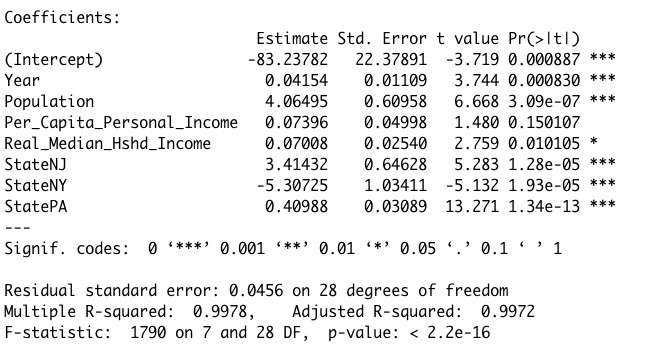 Coefficients:
                            Estimate Std. Error t value Pr(>|t|)
(Intercept)                -83.23782   22.37891  -3.719 0.000887 ***
Year                         0.04154    0.01109   3.744 0.000830 ***
Population                   4.06495    0.60958   6.668 3.09e-07 ***
Per_Capita_Personal_Income   0.07396    0.04998   1.480 0.150107
Real_Median_Hshd_Income      0.07008    0.02540   2.759 0.010105 *
StateNJ                      3.41432    0.64628   5.283 1.28e-05 ***
StateNY                     -5.30725    1.03411  -5.132 1.93e-05 ***
StatePA                      0.40988    0.03089  13.271 1.34e-13 ***
---
Signif. codes:  0 ‘***’ 0.001 ‘**’ 0.01 ‘*’ 0.05 ‘.’ 0.1 ‘ ’ 1
Residual standard error: 0.0456 on 28 degrees of freedom
Multiple R-squared:  0.9978,    Adjusted R-squared:  0.9972
F-statistic:  1790 on 7 and 28 DF,  p-value: < 2.2e-16